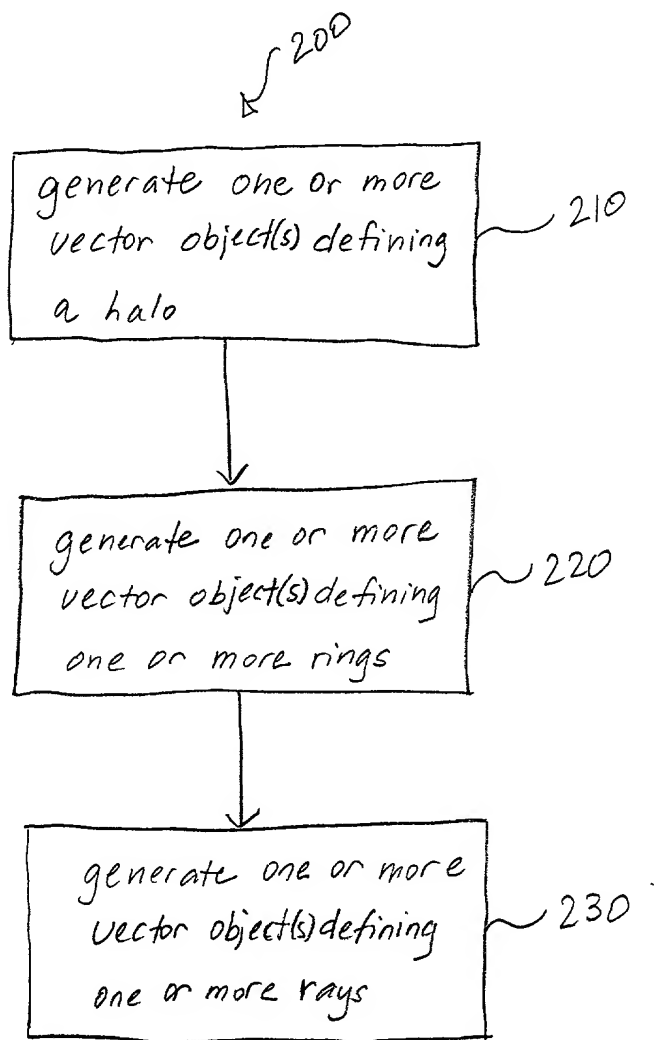 200
generate one or more
vector object(s) defining
a halo
210
generate one or more
vector object(s) defining
one or more rings
220
generate one or more
vector object(s) defining
one or more rays
230